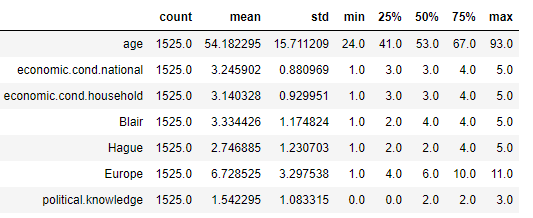 count mean std min 25% 50% 75% max
age 1525.0 54.182295 15.711209 24.0 41.0 53.0 67.0 93.0
economic.cond.national 1525.0 3.245902 0.880969 1.0 3.0 3.0 4.0 5.0
economic.cond.household 1525.0 3.140328 0.929951 1.0 3.0 3.0 4.0 5.0
Blair 1525.0 3.334426 1.174824 1.0 2.0 4.0 4.0 5.0
Hague 1525.0 2.746885 1.230703 1.0 2.0 2.0 4.0 5.0
Europe 1525.0 6.728525 3.297538 1.0 4.0 6.0 10.0 11.0
political.knowledge 1525.0 1.542295 1.083315 0.0 0.0 2.0 2.0 3.0